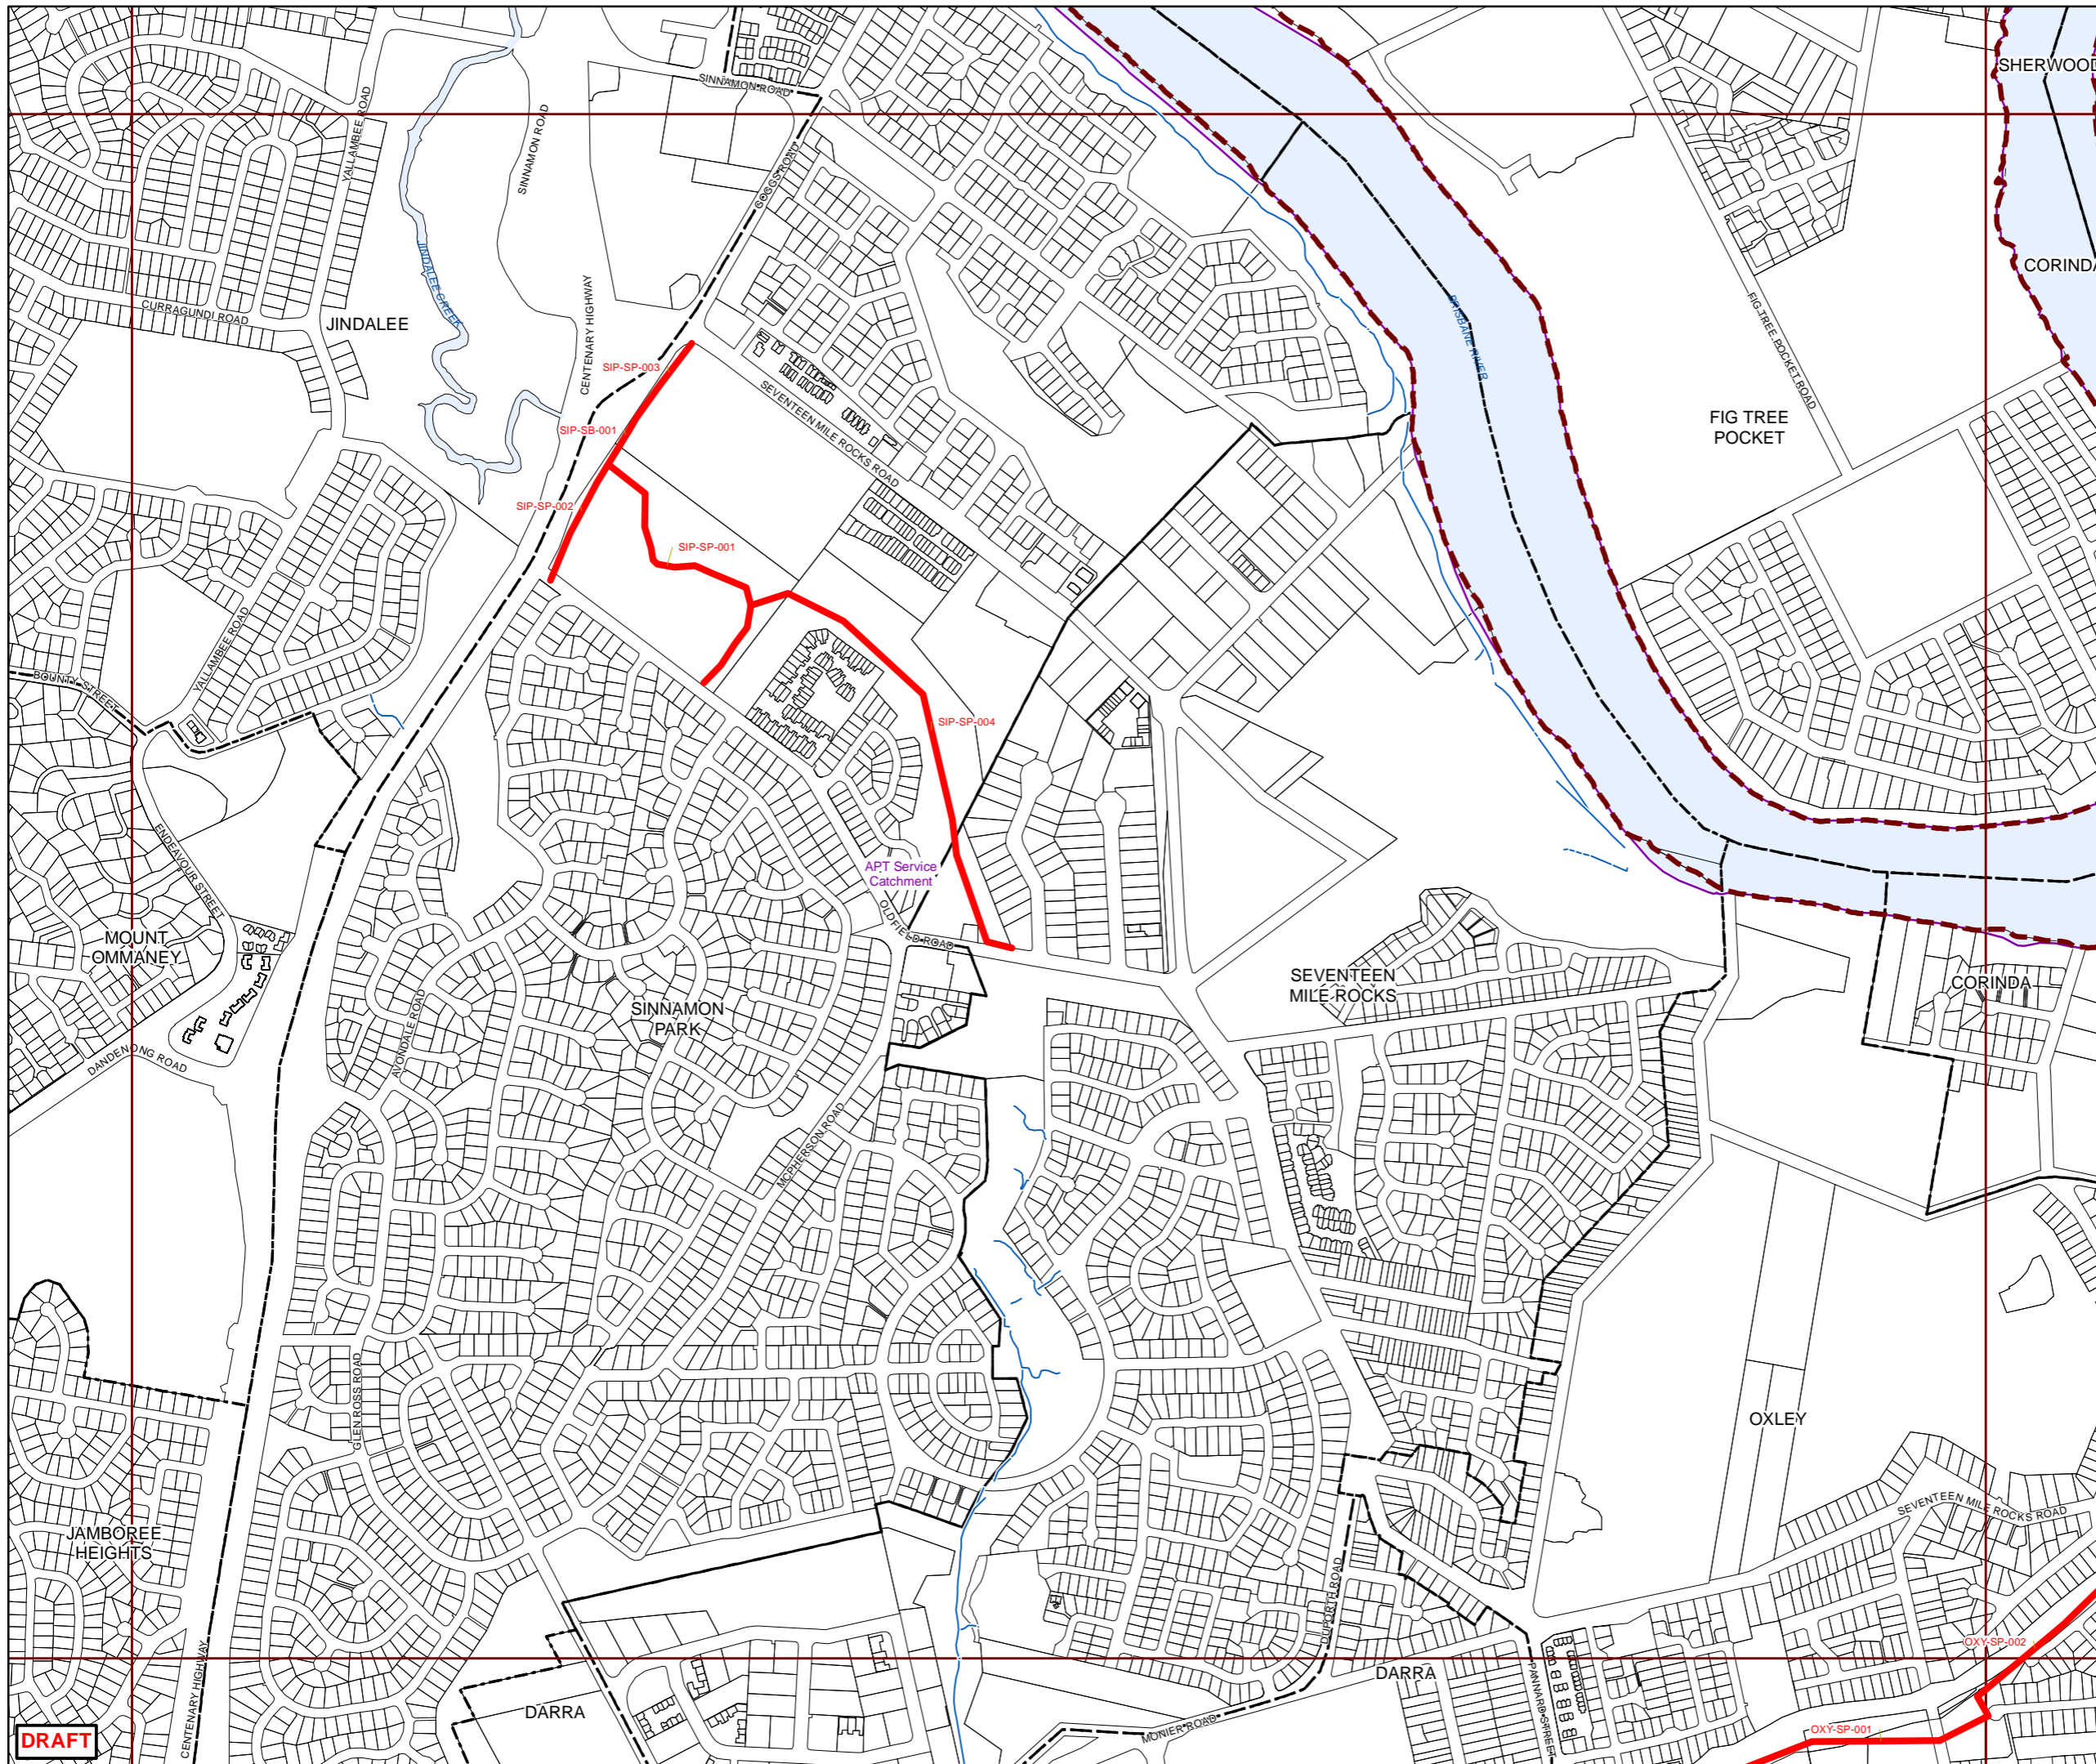 SHERWOOD
SINNAMON ROAD
YALLAMBEE ROAD
SINNAMON ROAD
GOGGS ROAD
JINDALEE CREEK
CORINDA
CENTENARY HIGHWAY
CURRAGUNDI ROAD
JINDALEE
BRISBANE RIVER
FIG TREE POCKET ROAD
SIP-SP-003
SEVENTEEN MILE ROCKS ROAD
FIG TREE
POCKET
SIP-SB-001
SIP-SP-002
SIP-SP-001
YALLAMBEE ROAD
BOUNTY STREET
SIP-SP-004
ENDEAVOUR STREET
APT Service
Catchment
OLDFIELD ROAD
MOUNT
OMMANEY
SEVENTEEN
MILE ROCKS
CORINDA
SINNAMON
PARK
AVONDALE ROAD
DANDENONG ROAD
MCPHERSON ROAD
GLEN ROSS ROAD
OXLEY
SEVENTEEN MILE ROCKS ROAD
JAMBOREE
HEIGHTS
DUPORTH ROAD
OXY-SP-002
CENTENARY HIGHWAY
DARRA
PANNARD STREET
DARRA
MONIER ROAD
OXY-SP-001
DRAFT